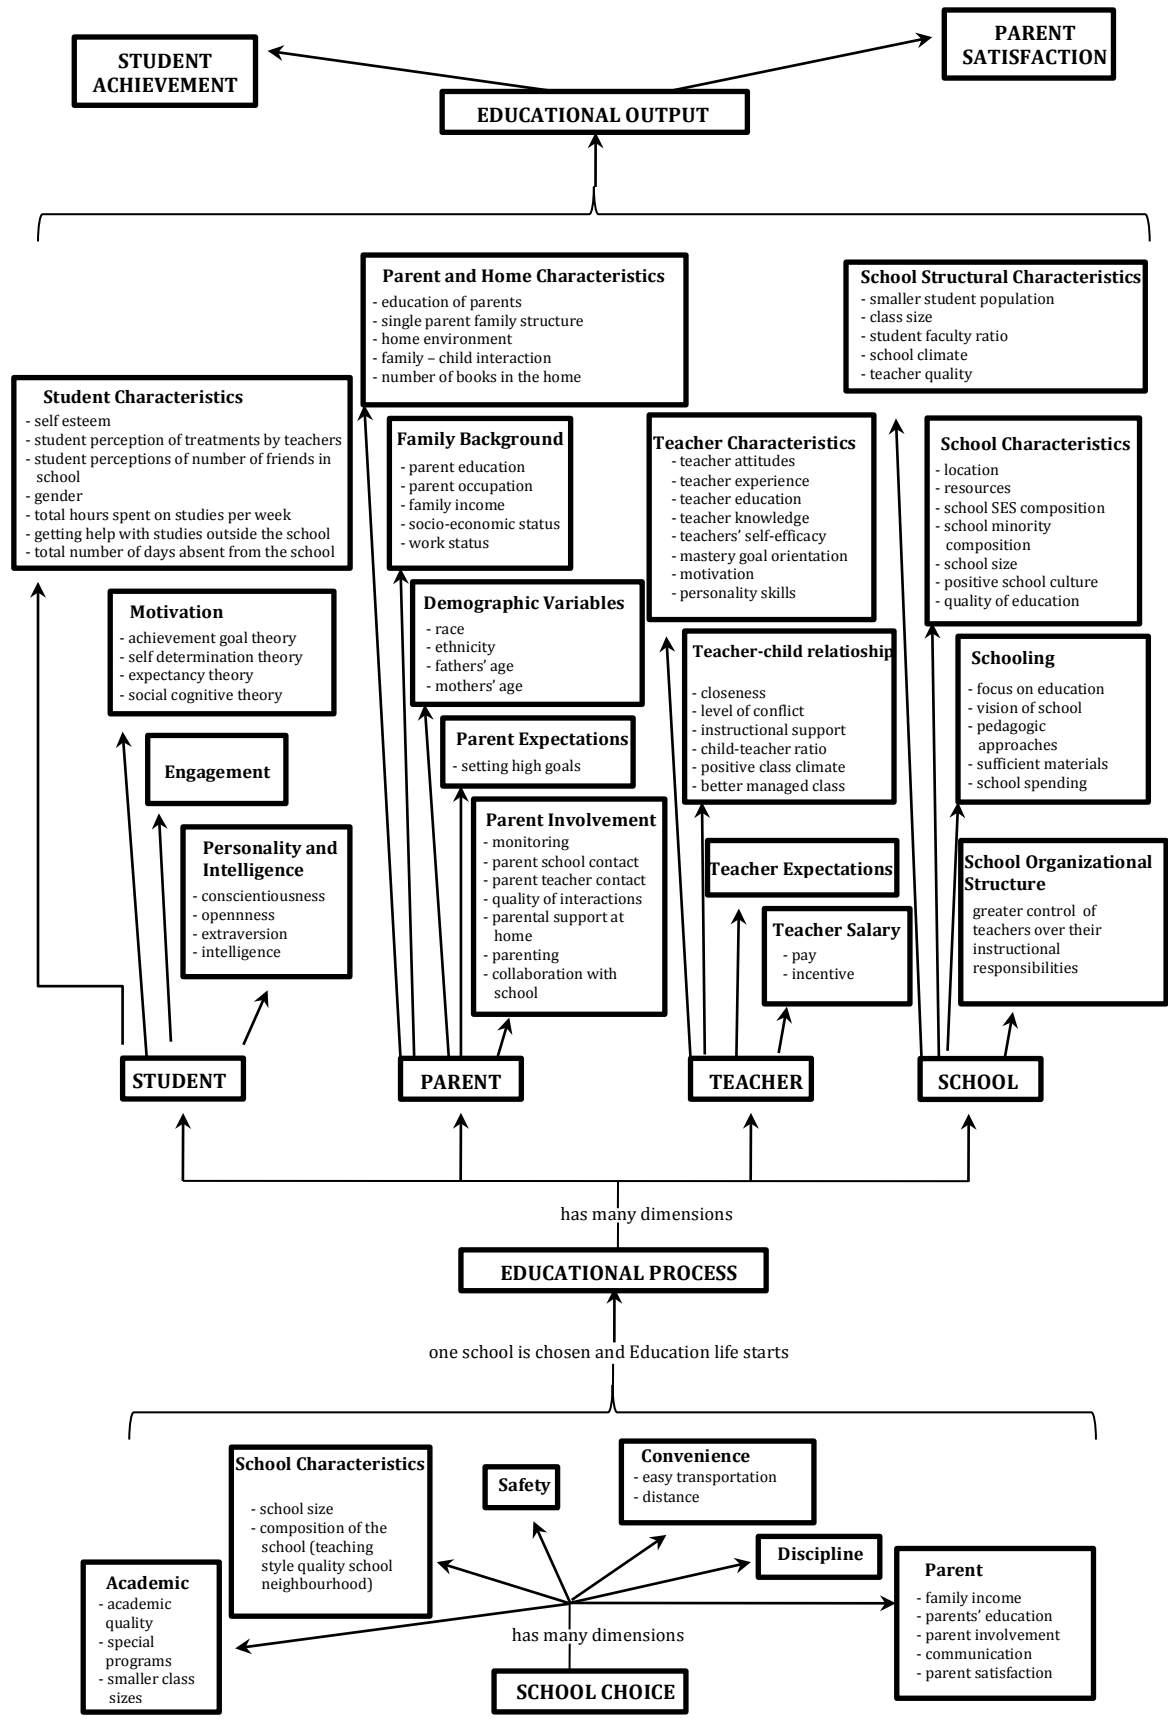 STUDENT
ACHIEVEMENT
PARENT
SATISFACTION
EDUCATIONAL OUTPUT
Parent and Home Characteristics
- education of parents
- single parent family structure
- home environment
- family – child interaction
- number of books in the home
School Structural Characteristics
- smaller student population
- class size
- student faculty ratio
- school climate
- teacher quality
Student Characteristics
- self esteem
- student perception of treatments by teachers
- student perceptions of number of friends in
school
- gender
- total hours spent on studies per week
- getting help with studies outside the school
- total number of days absent from the school
Family Background
- parent education
- parent occupation
- family income
- socio-economic status
- work status
Teacher Characteristics
- teacher attitudes
- teacher experience
- teacher education
- teacher knowledge
- teachers’ self-efficacy
- mastery goal orientation
- motivation
- personality skills
School Characteristics
- location
- resources
- school SES composition
- school minority
composition
- school size
- positive school culture
- quality of education
Motivation
- achievement goal theory
- self determination theory
- expectancy theory
- social cognitive theory
Demographic Variables
- race
- ethnicity
- fathers’ age
- mothers’ age
Teacher-child relatioship
- closeness
- level of conflict
- instructional support
- child-teacher ratio
- positive class climate
- better managed class
Schooling
- focus on education
- vision of school
- pedagogic
approaches
- sufficient materials
- school spending
Engagement
Parent Expectations
- setting high goals
Personality and
Intelligence
- conscientiousness
- opennness
- extraversion
- intelligence
Parent Involvement
- monitoring
- parent school contact
- parent teacher contact
- quality of interactions
- parental support at
home
- parenting
- collaboration with
school
Teacher Expectations
Teacher Salary
- pay
- incentive
School Organizational
Structure
greater control of
teachers over their
instructional
responsibilities
STUDENT
PARENT
TEACHER
SCHOOL
has many dimensions
EDUCATIONAL PROCESS
one school is chosen and Education life starts
School Characteristics
- school size
- composition of the
school (teaching
style quality school
neighbourhood)
Safety
Convenience
- easy transportation
- distance
Discipline
Academic
- academic
quality
- special
programs
- smaller class
sizes
Parent
- family income
- parents’ education
- parent involvement
- communication
- parent satisfaction
has many dimensions
SCHOOL CHOICE